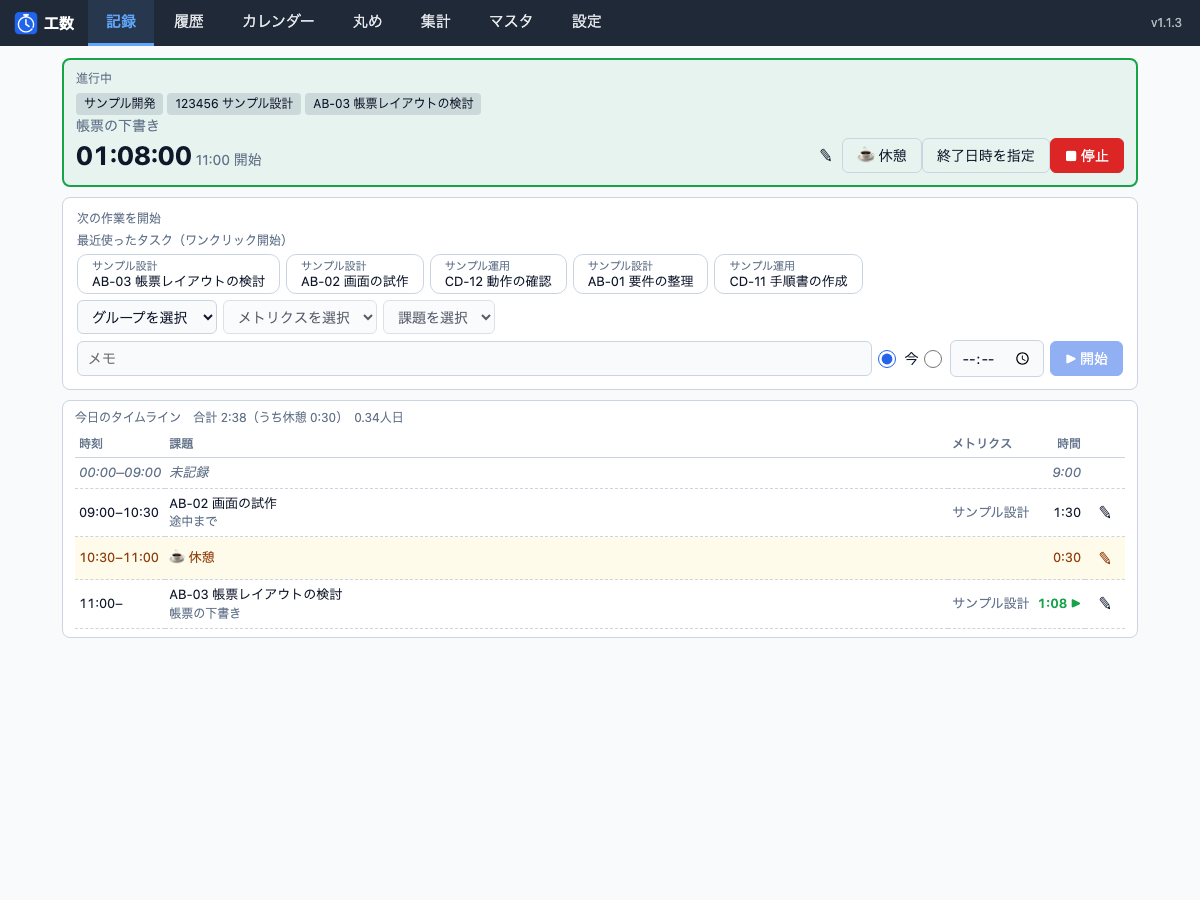 工数 記録 履歴 カレンダー 丸め 集計 マスタ 設定 v1.1.3
進行中
サンプル開発 123456 サンプル設計 AB-03 帳票レイアウトの検討
帳票の下書き
01:08:00 11:00 開始 ✎ ☕ 休憩 終了日時を指定 ■ 停止
次の作業を開始
最近使ったタスク（ワンクリック開始）
サンプル設計 サンプル設計 サンプル運用 サンプル設計 サンプル運用
AB-03 帳票レイアウトの検討 AB-02 画面の試作 CD-12 動作の確認 AB-01 要件の整理 CD-11 手順書の作成
グループを選択 メトリクスを選択 課題を選択
メモ 今 --:-- ▶ 開始
今日のタイムライン 合計 2:38（うち休憩 0:30） 0.34人日
時刻 課題 メトリクス 時間
00:00–09:00 未記録 9:00
09:00–10:30 AB-02 画面の試作 サンプル設計 1:30 ✎
途中まで
10:30–11:00 ☕ 休憩 0:30 ✎
11:00– AB-03 帳票レイアウトの検討 サンプル設計 1:08 ▶ ✎
帳票の下書き